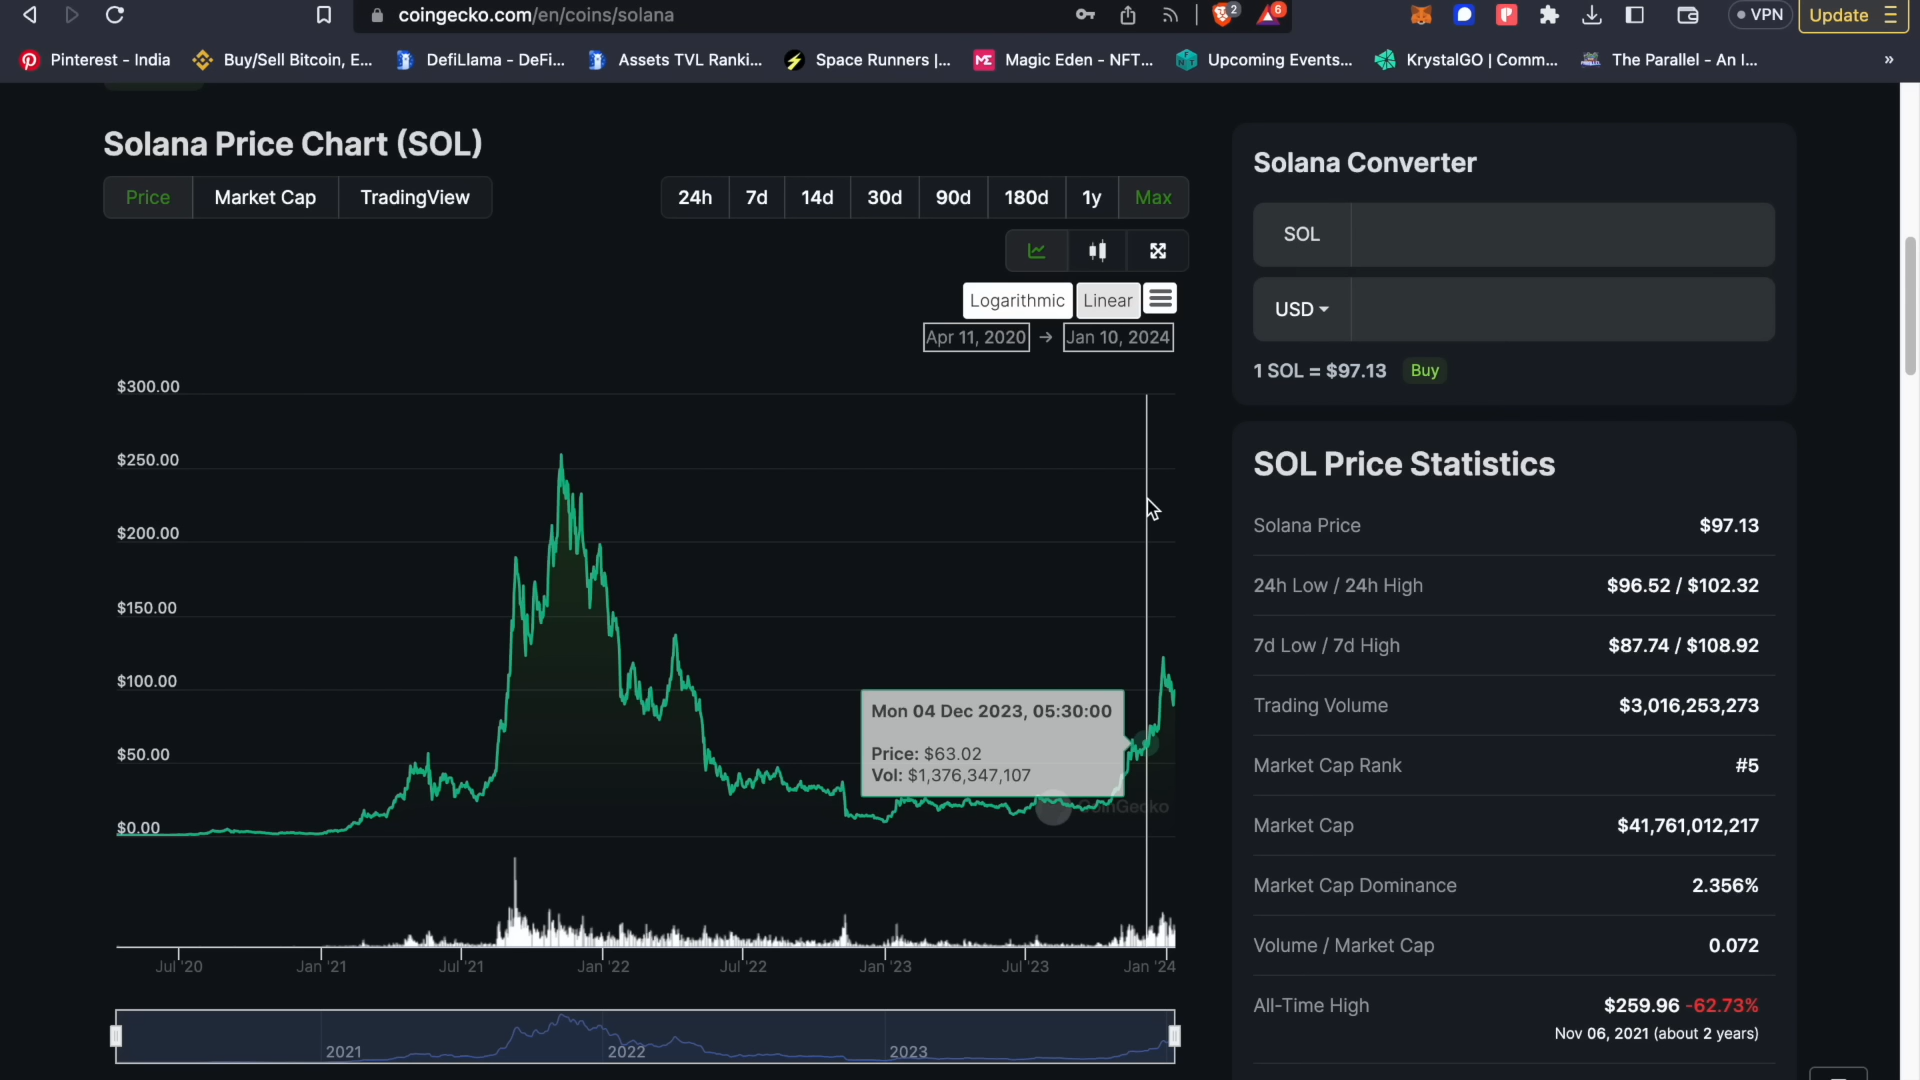 coingecko.com/en/coins/solana
2
6
VPN
Update
Pinterest - India
Buy/Sell Bitcoin, E...
DefiLlama - DeFi...
Assets TVL Ranki...
Space Runners |...
ME
Magic Eden - NFT...
Upcoming Events...
KrystalGO | Comm...
The Parallel - An I...
»
Solana Price Chart (SOL)
Price
Market Cap
TradingView
24h
7d
14d
30d
90d
180d
1y
Max
Logarithmic
Linear
Apr 11, 2020 → Jan 10, 2024
$300.00
$250.00
$200.00
$150.00
$100.00
$50.00
$0.00
Mon 04 Dec 2023, 05:30:00
Price: $63.02
Vol: $1,376,347,107
CoinGecko
Jul '20
Jan '21
Jul '21
Jan '22
Jul '22
Jan '23
Jul '23
Jan '24
2021
2022
2023
Solana Converter
SOL
USD
1 SOL = $97.13
Buy
SOL Price Statistics
Solana Price
$97.13
24h Low / 24h High
$96.52 / $102.32
7d Low / 7d High
$87.74 / $108.92
Trading Volume
$3,016,253,273
Market Cap Rank
#5
Market Cap
$41,761,012,217
Market Cap Dominance
2.356%
Volume / Market Cap
0.072
All-Time High
$259.96 -62.73%
Nov 06, 2021 (about 2 years)